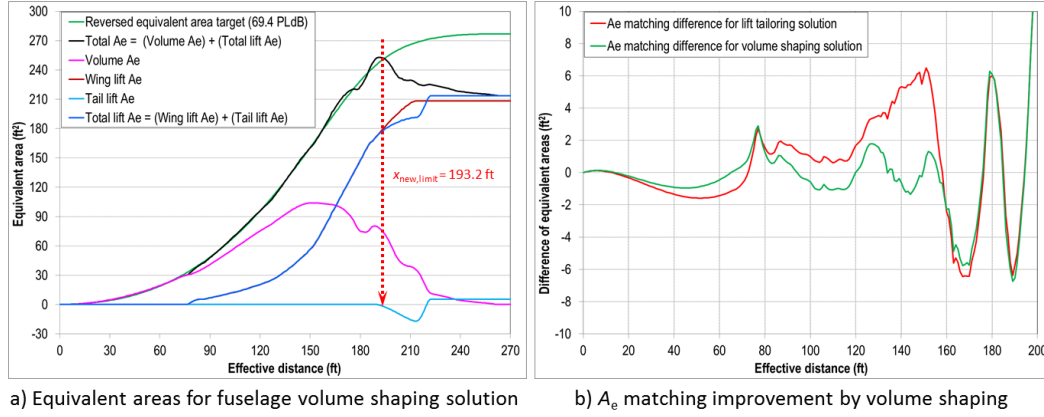 Reversed equivalent area target (69.4 PLdB)
Total Ae = (Volume Ae) + (Total lift Ae)
Volume Ae
Wing lift Ae
Tail lift Ae
Total lift Ae = (Wing lift Ae) + (Tail lift Ae)
300
270
240
210
180
150
120
90
60
30
0
-30
Equivalent area (ft²)
xnew,limit = 193.2 ft
0 30 60 90 120 150 180 210 240 270
Effective distance (ft)
a) Equivalent areas for fuselage volume shaping solution
Ae matching difference for lift tailoring solution
Ae matching difference for volume shaping solution
10
8
6
4
2
0
-2
-4
-6
-8
-10
Difference of equivalent areas (ft²)
0 20 40 60 80 100 120 140 160 180 200
Effective distance (ft)
b) Ae matching improvement by volume shaping